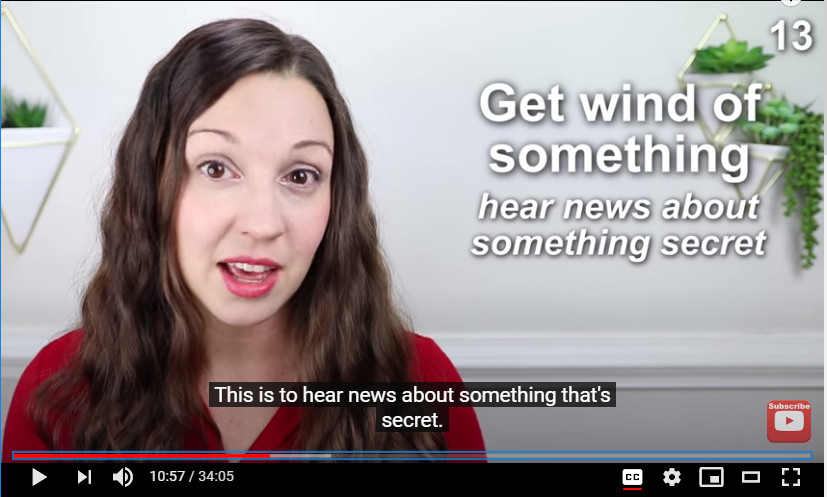 13
Get wind of
something
hear news about
something secret
This is to hear news about something that's
secret.
Subscribe
10:57 / 34:05
CC